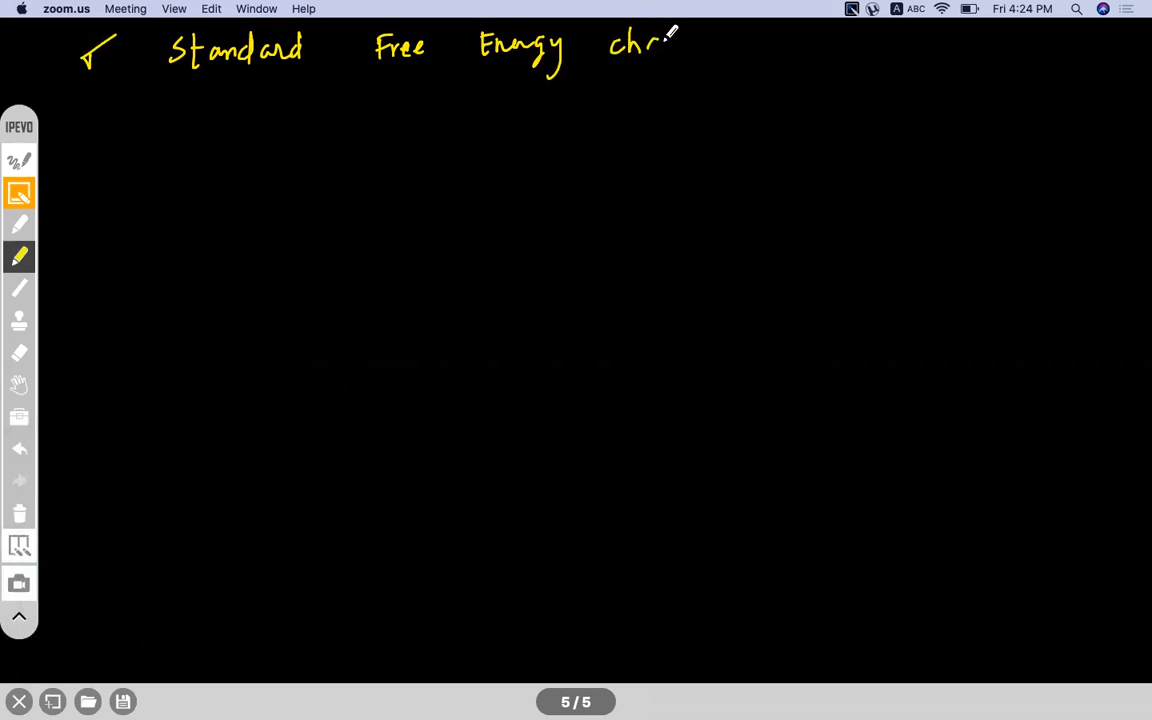 zoom.us Meeting View Edit Window Help A ABC Fri 4:24 PM
Standard Free Energy
IPEVO
5 / 5